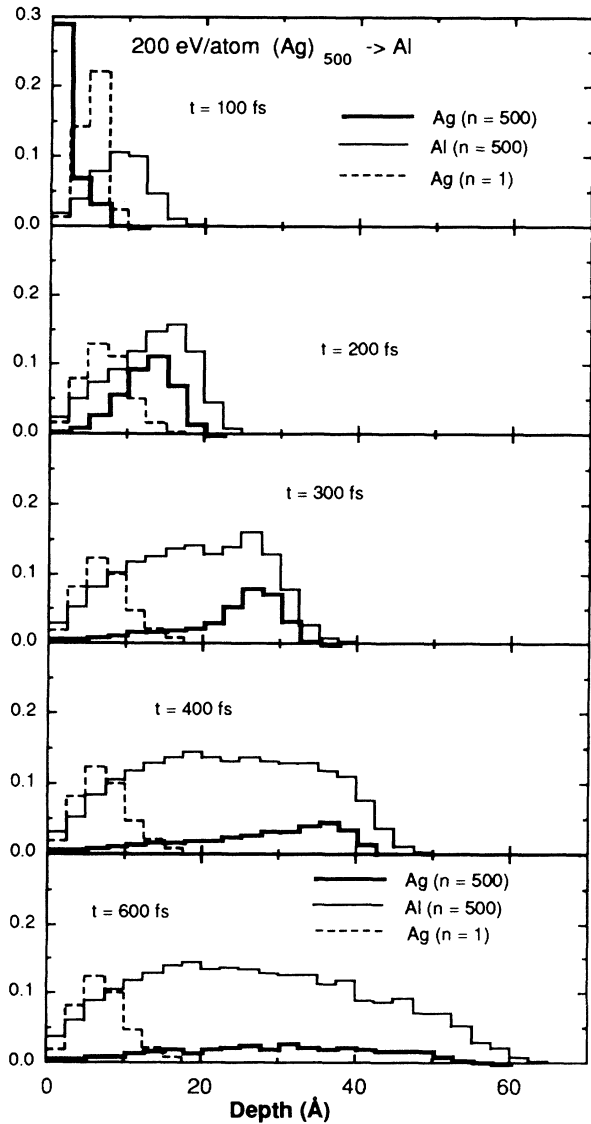 0.3
200 eV/atom (Ag) 500 -> Al
t = 100 fs
0.2
Ag (n = 500)
Al (n = 500)
0.1
Ag (n = 1)
0.0
0.2
t = 200 fs
0.1
0.0
t = 300 fs
0.2
0.1
0.0
t = 400 fs
0.2
0.1
0.0
Ag (n = 500)
t = 600 fs
Al (n = 500)
0.2
Ag (n = 1)
0.1
0.0
0 20 40 60
Depth (Å)